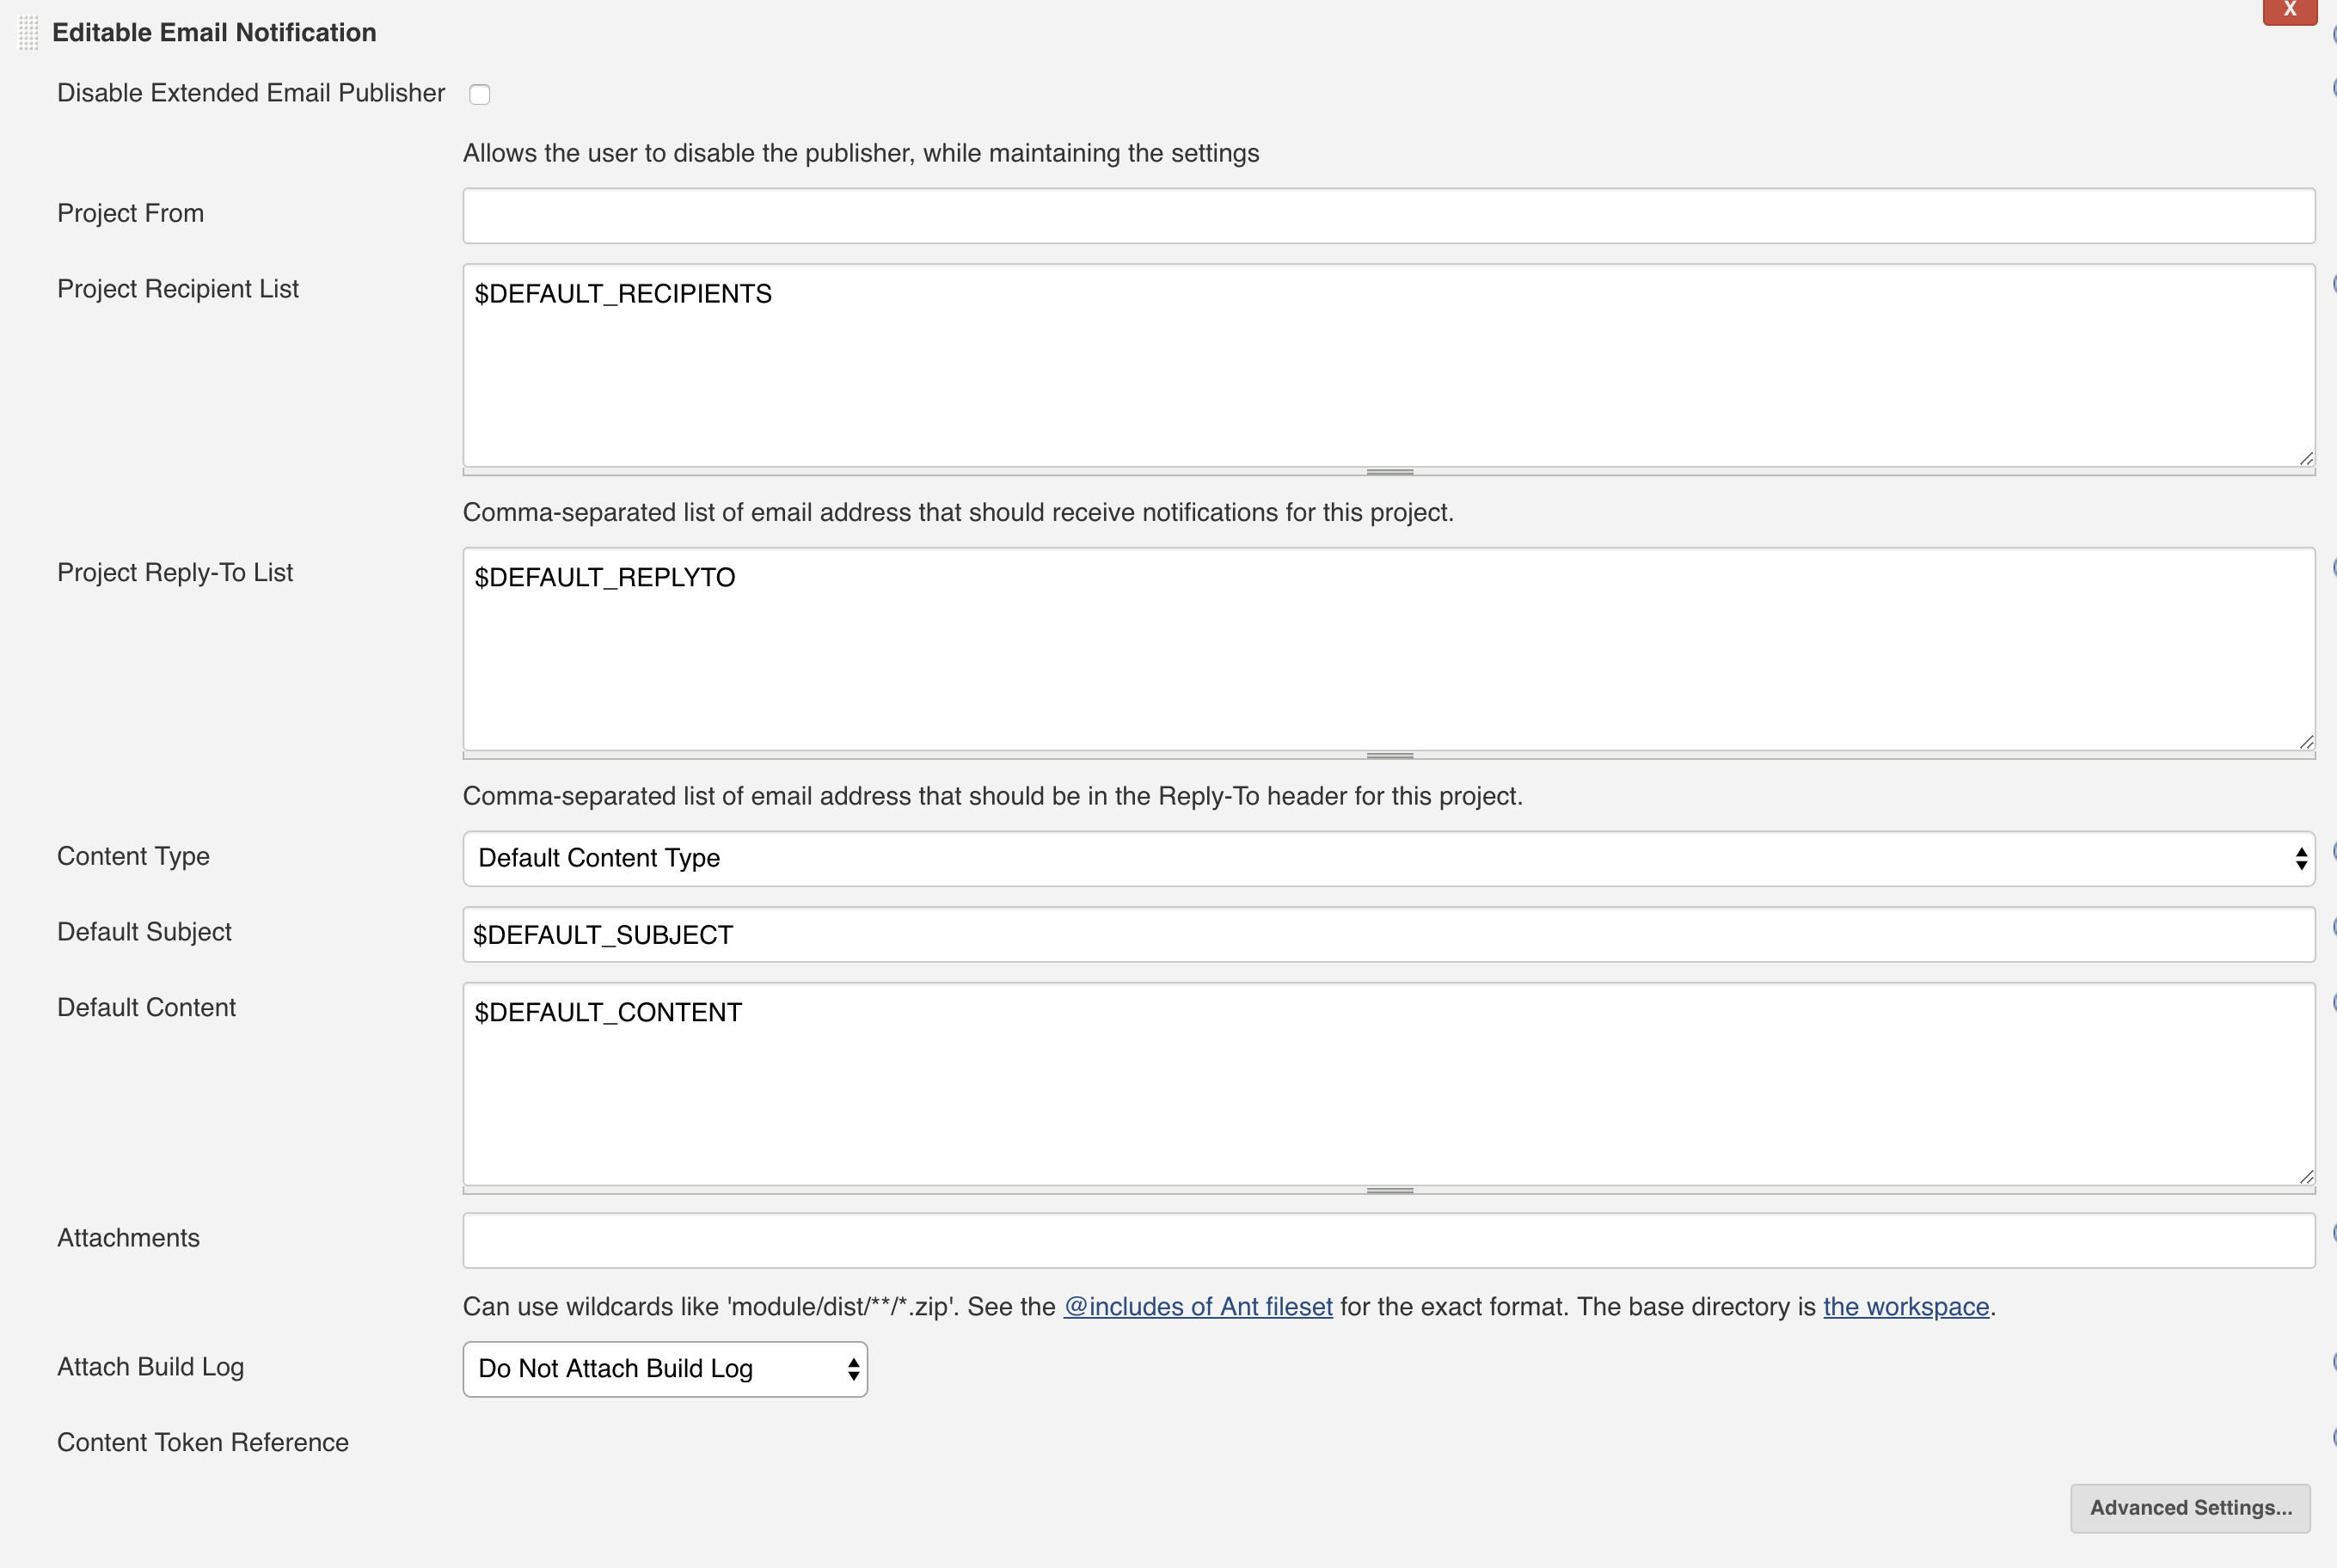 X
Editable Email Notification
Disable Extended Email Publisher
Allows the user to disable the publisher, while maintaining the settings
Project From
Project Recipient List
$DEFAULT_RECIPIENTS
Comma-separated list of email address that should receive notifications for this project.
Project Reply-To List
$DEFAULT_REPLYTO
Comma-separated list of email address that should be in the Reply-To header for this project.
Content Type
Default Content Type
Default Subject
$DEFAULT_SUBJECT
Default Content
$DEFAULT_CONTENT
Attachments
Can use wildcards like 'module/dist/**/*.zip'. See the @includes of Ant fileset for the exact format. The base directory is the workspace.
Attach Build Log
Do Not Attach Build Log
Content Token Reference
Advanced Settings...